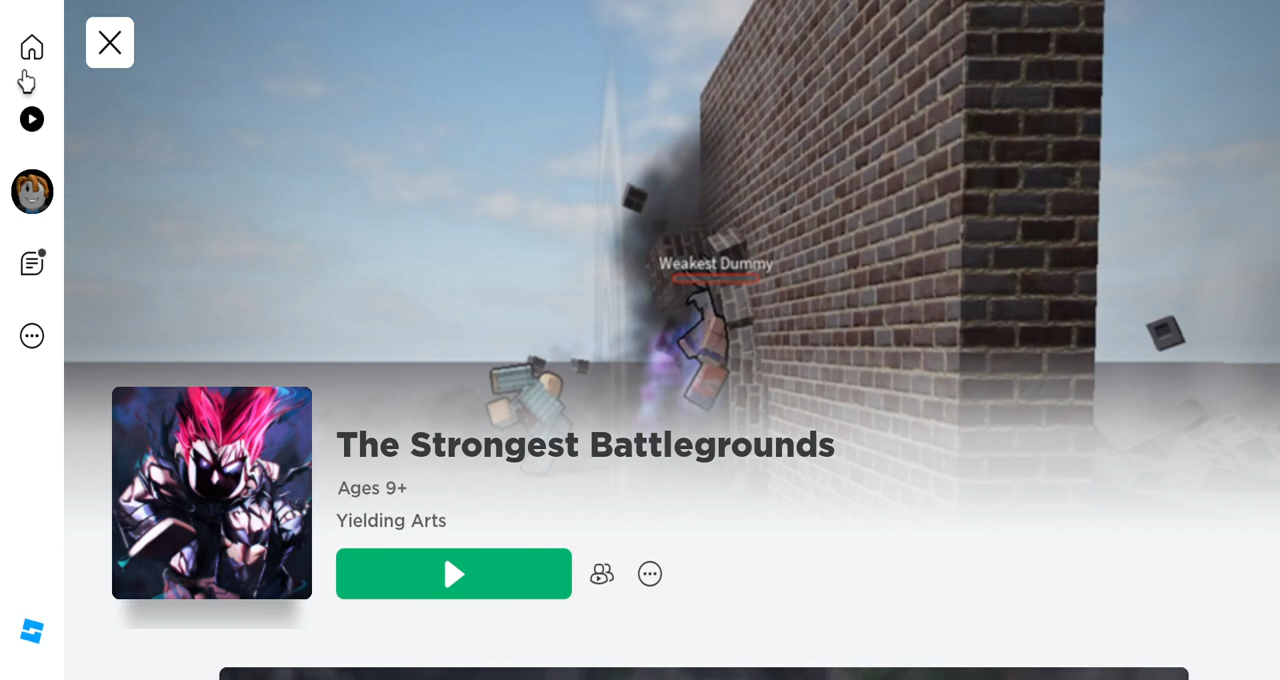 Weakest Dummy
The Strongest Battlegrounds
Ages 9+
Yielding Arts